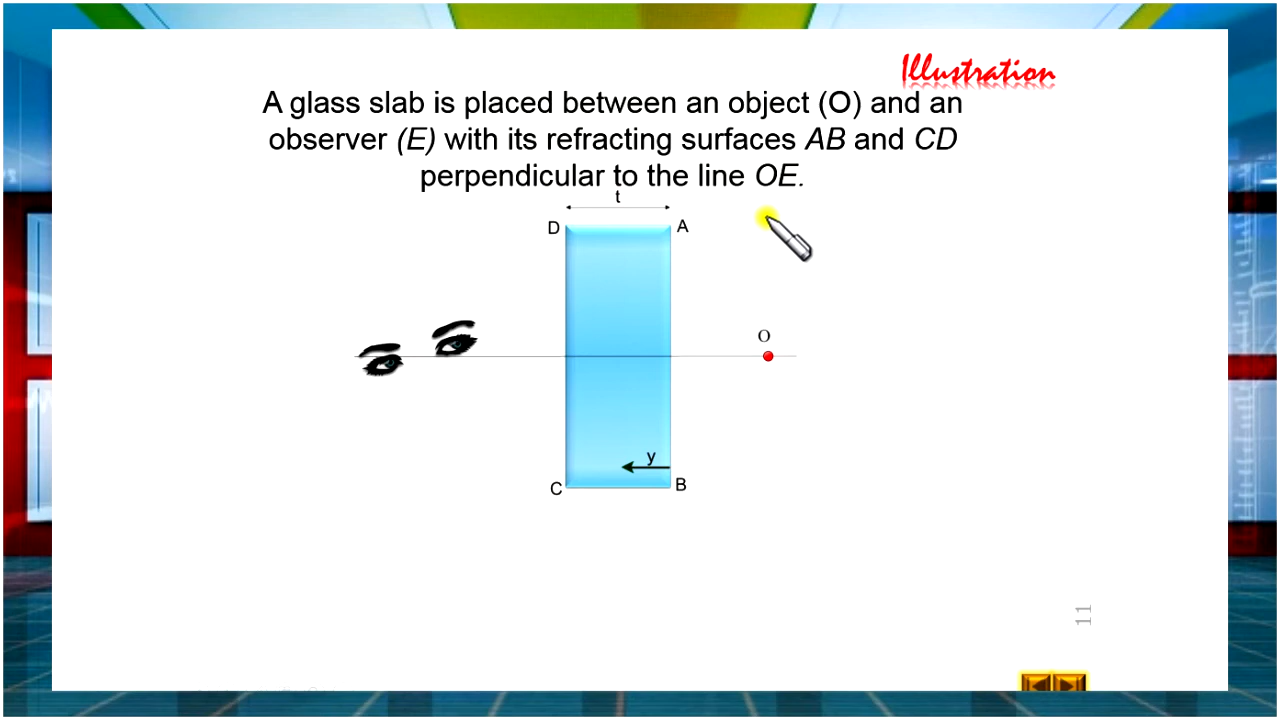 Illustration
A glass slab is placed between an object (O) and an
observer (E) with its refracting surfaces AB and CD
perpendicular to the line OE.
t
D
A
O
y
C
B
11